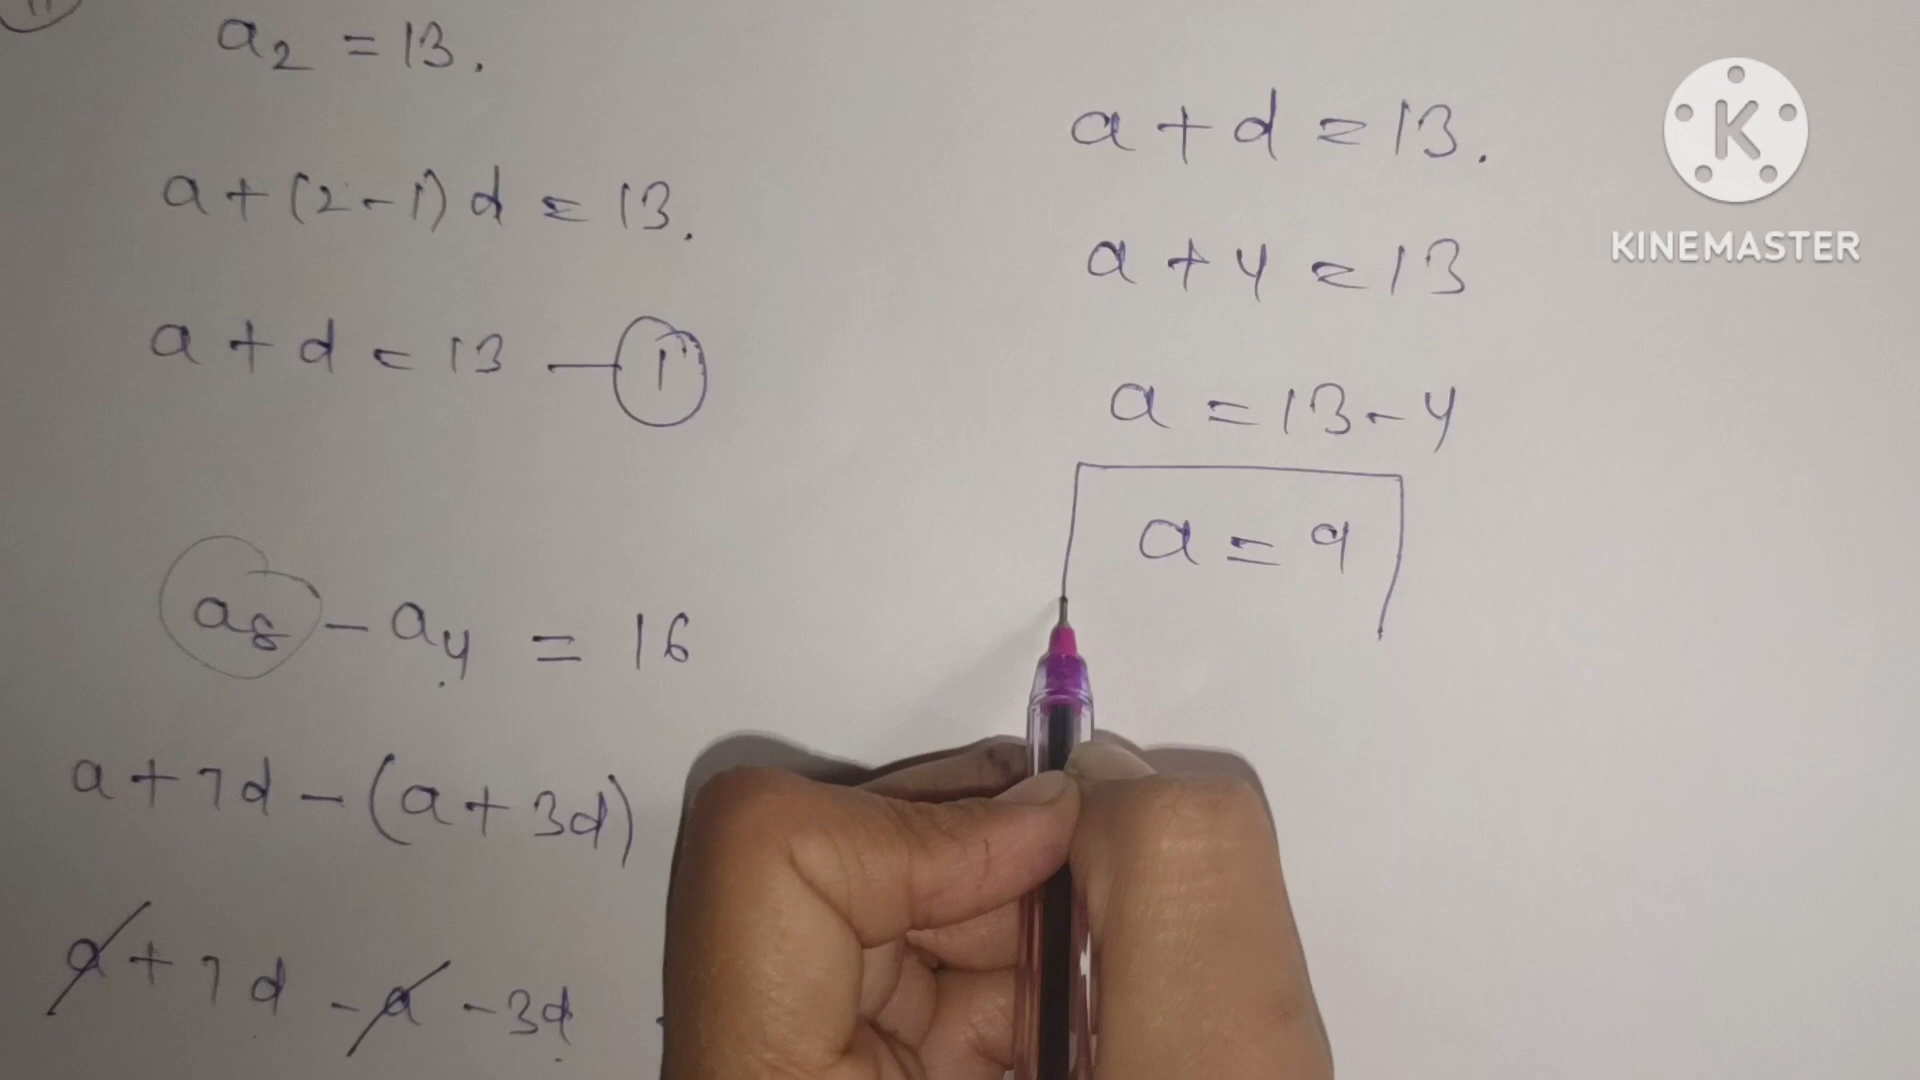 a₂ = 13.
a + (2 - 1) d = 13.
a + d = 13 — 1
a₈ - a₄ = 16
a + 7d - (a + 3d)
a + 7d - a - 3d
a + d = 13.
a + 4 = 13
a = 13 - 4
a = 9
K
KINEMASTER